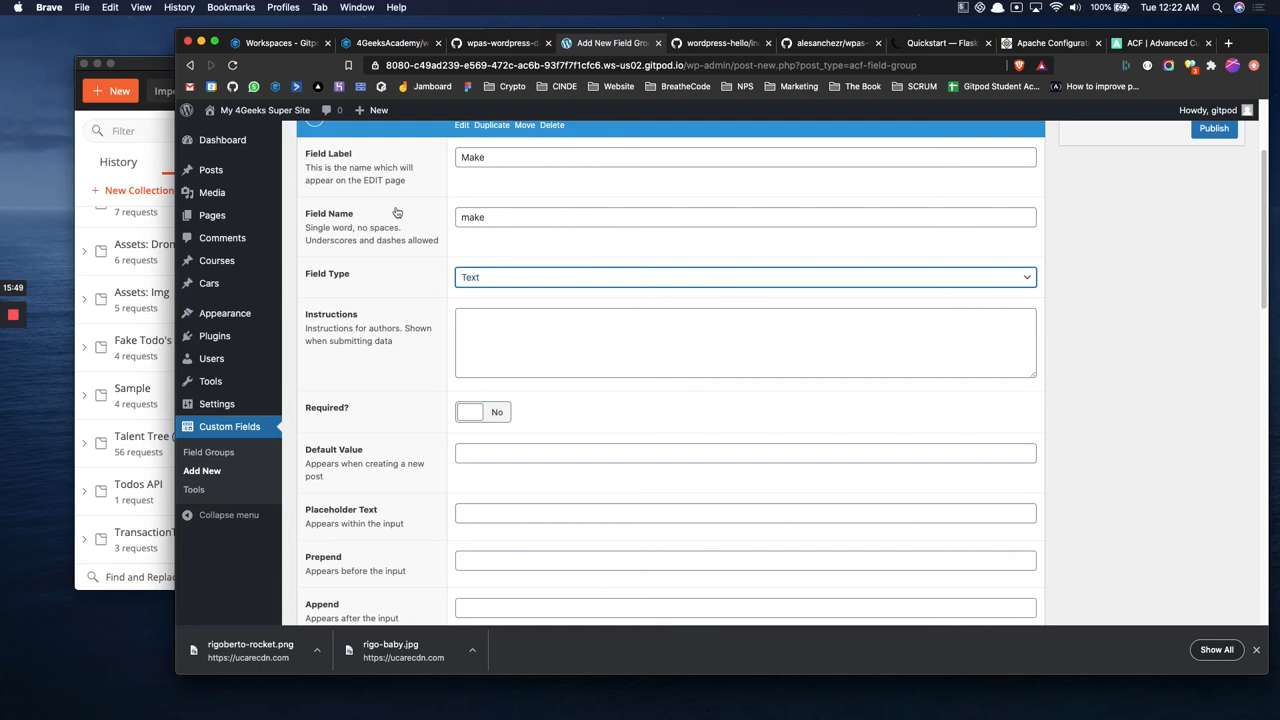 Brave File Edit View History Bookmarks Profiles Tab Window Help
100% Tue 12:22 AM
New
Impo
Filter
History
New Collection
7 requests
Assets: Dron
6 requests
Assets: Img
5 requests
Fake Todo's
4 requests
Sample
4 requests
Talent Tree (
56 requests
Todos API
1 request
TransactionT
3 requests
Find and Replac
15:49
Workspaces - Gitpo
4GeeksAcademy/w
wpas-wordpress-d
Add New Field Gro
wordpress-hello/in
alesanchezr/wpas-
Quickstart — Flask
Apache Configurat
ACF | Advanced Cu
8080-c49ad239-e569-472c-ac6b-93f7f7f1cfc6.ws-us02.gitpod.io/wp-admin/post-new.php?post_type=acf-field-group
Jamboard
Crypto
CINDE
Website
BreatheCode
NPS
Marketing
The Book
SCRUM
Gitpod Student Ac...
How to improve p...
My 4Geeks Super Site
0
New
Howdy, gitpod
Dashboard
Posts
Media
Pages
Comments
Courses
Cars
Appearance
Plugins
Users
Tools
Settings
Custom Fields
Field Groups
Add New
Tools
Collapse menu
Edit Duplicate Move Delete
Publish
Field Label
This is the name which will
appear on the EDIT page
Make
Field Name
Single word, no spaces.
Underscores and dashes allowed
make
Field Type
Text
Instructions
Instructions for authors. Shown
when submitting data
Required?
No
Default Value
Appears when creating a new
post
Placeholder Text
Appears within the input
Prepend
Appears before the input
Append
Appears after the input
rigoberto-rocket.png
https://ucarecdn.com
rigo-baby.jpg
https://ucarecdn.com
Show All